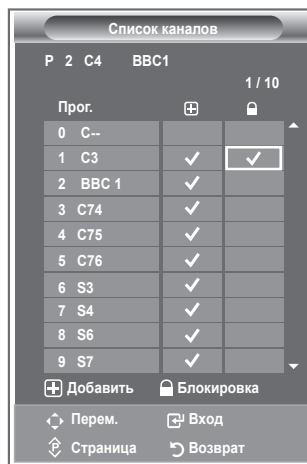 Список каналов
P 2 C4 BBC1
1 / 10
Прог.
0 C--
1 C3
2 BBC 1
3 C74
4 C75
5 C76
6 S3
7 S4
8 S6
9 S7
Добавить Блокировка
Перем. Вход
P Страница Возврат